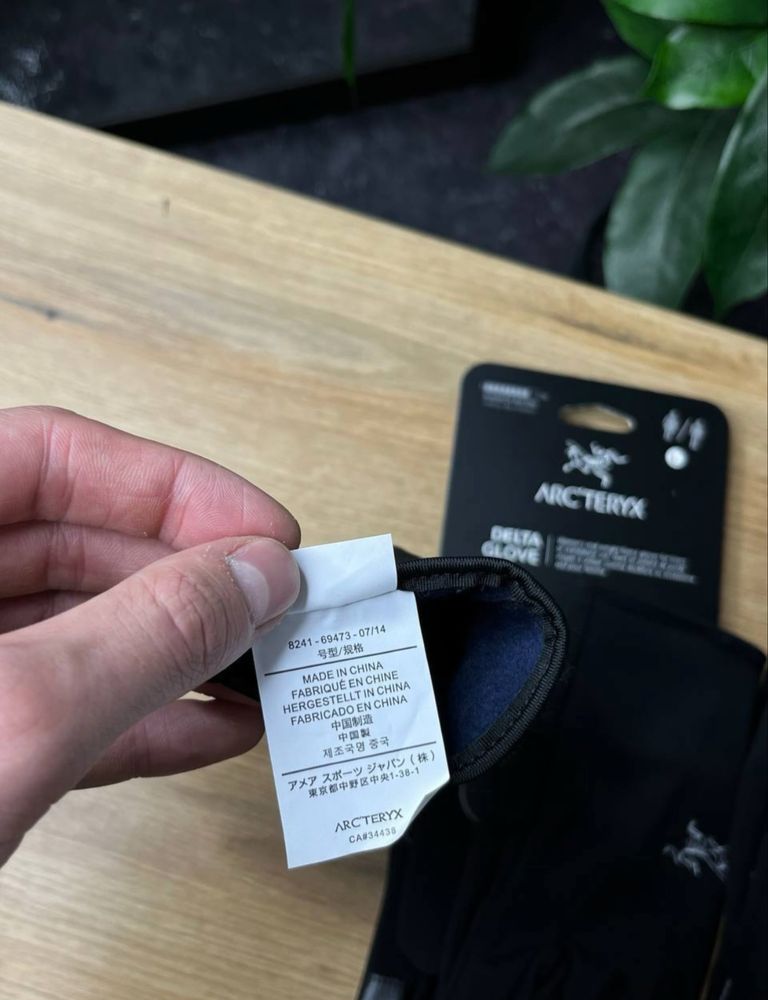 ARC'TERYX
DELTA
GLOVE
8241-69473-07/14
号型/规格
MADE IN CHINA
FABRIQUÉ EN CHINE
HERGESTELLT IN CHINA
FABRICADO EN CHINA
中国制造
中国製
제조국명 중국
アメア スポーツ ジャパン (株)
東京都中野区中央1-38-1
ARC'TERYX
CA#34438